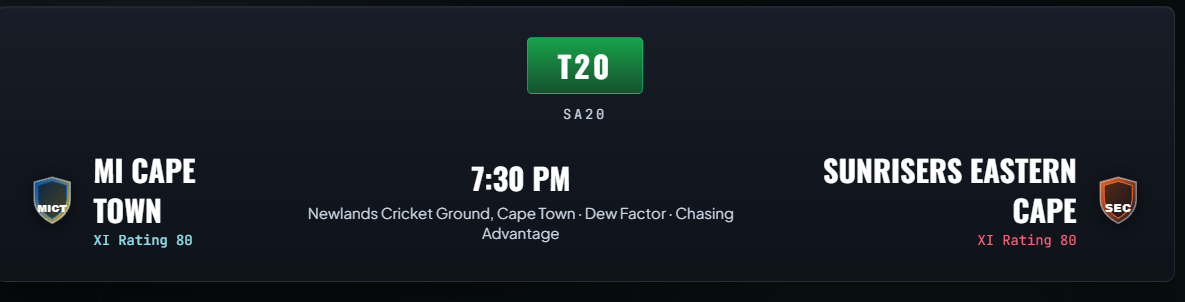 T20
SA20
MICT
MI CAPE
TOWN
XI Rating 80
7:30 PM
Newlands Cricket Ground, Cape Town · Dew Factor · Chasing
Advantage
SUNRISERS EASTERN
CAPE
XI Rating 80
SEC